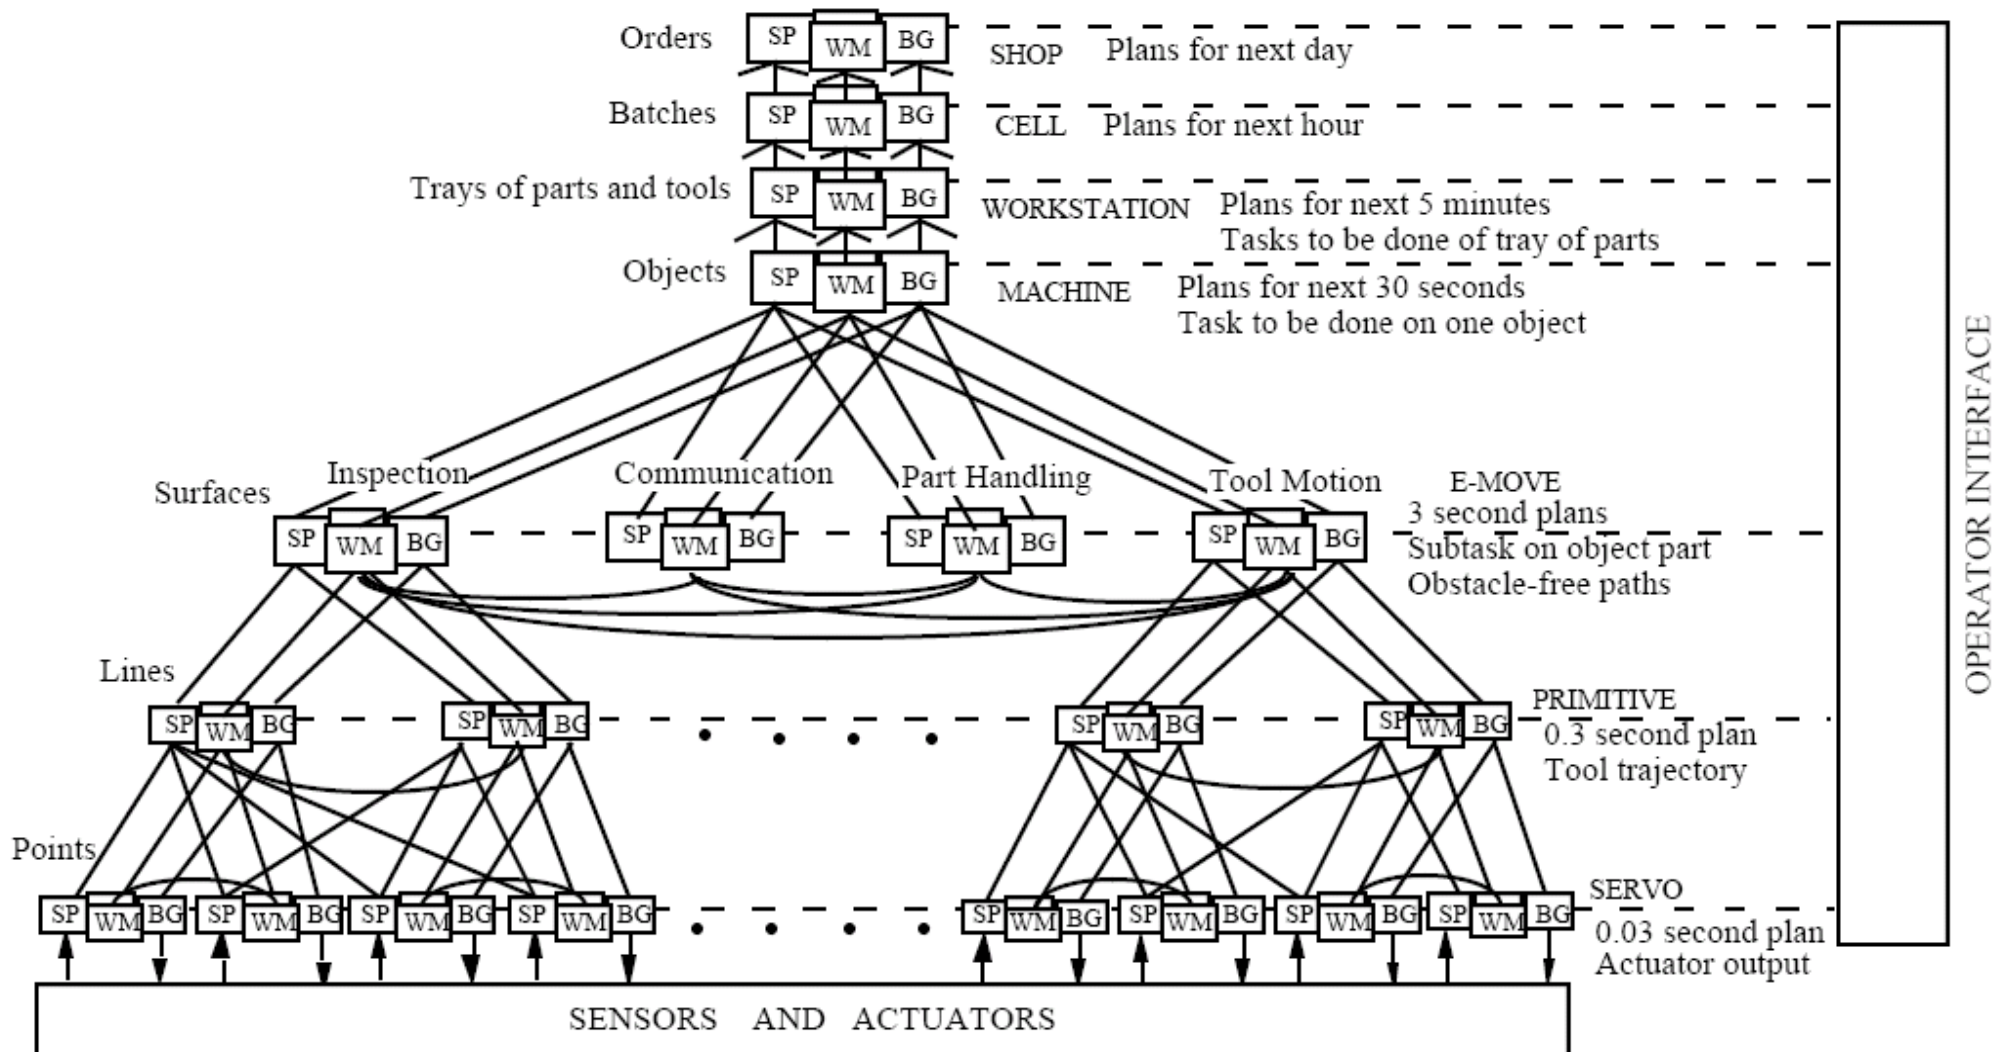 Orders SP WM BG SHOP Plans for next day
Batches SP WM BG CELL Plans for next hour
Trays of parts and tools SP WM BG WORKSTATION Plans for next 5 minutes
Tasks to be done of tray of parts
Objects SP WM BG MACHINE Plans for next 30 seconds
Task to be done on one object
Inspection Communication Part Handling Tool Motion E-MOVE
Surfaces 3 second plans
SP WM BG SP WM BG SP WM BG SP WM BG Subtask on object part
Obstacle-free paths
Lines
SP WM BG SP WM BG SP WM BG SP WM BG PRIMITIVE
0.3 second plan
Tool trajectory
Points
SP WM BG SP WM BG SP WM BG SP WM BG SP WM BG SP WM BG SP WM BG SP WM BG SERVO
0.03 second plan
Actuator output
SENSORS AND ACTUATORS
OPERATOR INTERFACE